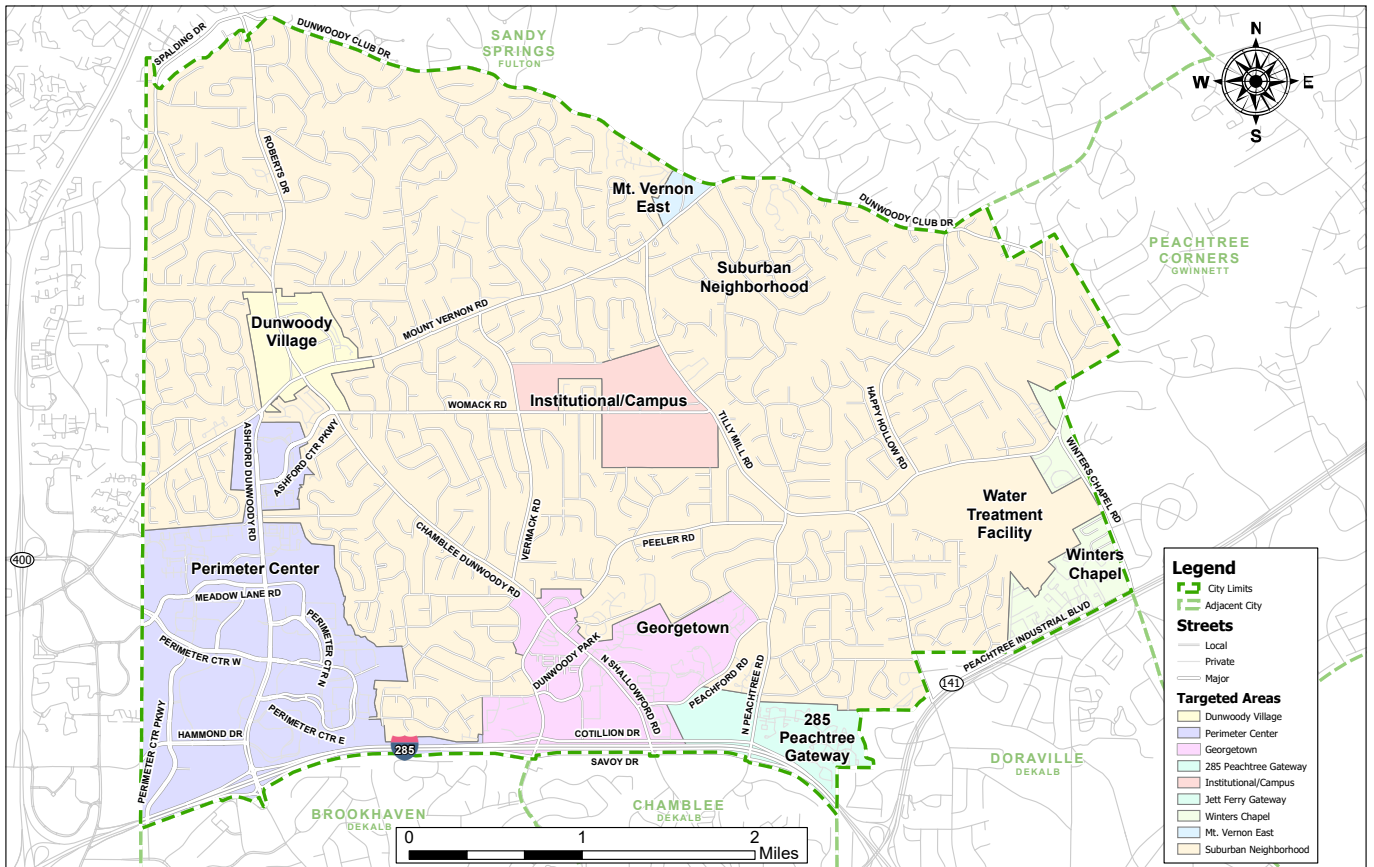 SPALDING DR
DUNWOODY CLUB DR
SANDY
SPRINGS
FULTON
N
W
E
S
ROBERTS DR
Mt. Vernon
East
DUNWOODY CLUB DR
PEACHTREE
CORNERS
GWINNETT
Suburban
Neighborhood
Dunwoody
Village
MOUNT VERNON RD
Institutional/Campus
WOMACK RD
TILLY MILL RD
HAPPY HOLLOW RD
ASHFORD DUNWOODY RD
ASHFORD CTR PKWY
WINTERS CHAPEL RD
Water
Treatment
Facility
VERMACK RD
CHAMBLEE DUNWOODY RD
PEELER RD
400
Perimeter Center
MEADOW LANE RD
Winters
Chapel
PERIMETER CTR N
PERIMETER CTR W
Georgetown
DUNWOODY PARK
N SHALLOWFORD RD
PEACHFORD RD
N PEACHTREE RD
PEACHTREE INDUSTRIAL BLVD
141
PERIMETER CTR PKWY
PERIMETER CTR E
HAMMOND DR
285
COTILLION DR
SAVOY DR
285
Peachtree
Gateway
DORAVILLE
DEKALB
BROOKHAVEN
DEKALB
CHAMBLEE
DEKALB
0
1
2
Miles
Legend
City Limits
Adjacent City
Streets
Local
Private
Major
Targeted Areas
Dunwoody Village
Perimeter Center
Georgetown
285 Peachtree Gateway
Institutional/Campus
Jett Ferry Gateway
Winters Chapel
Mt. Vernon East
Suburban Neighborhood